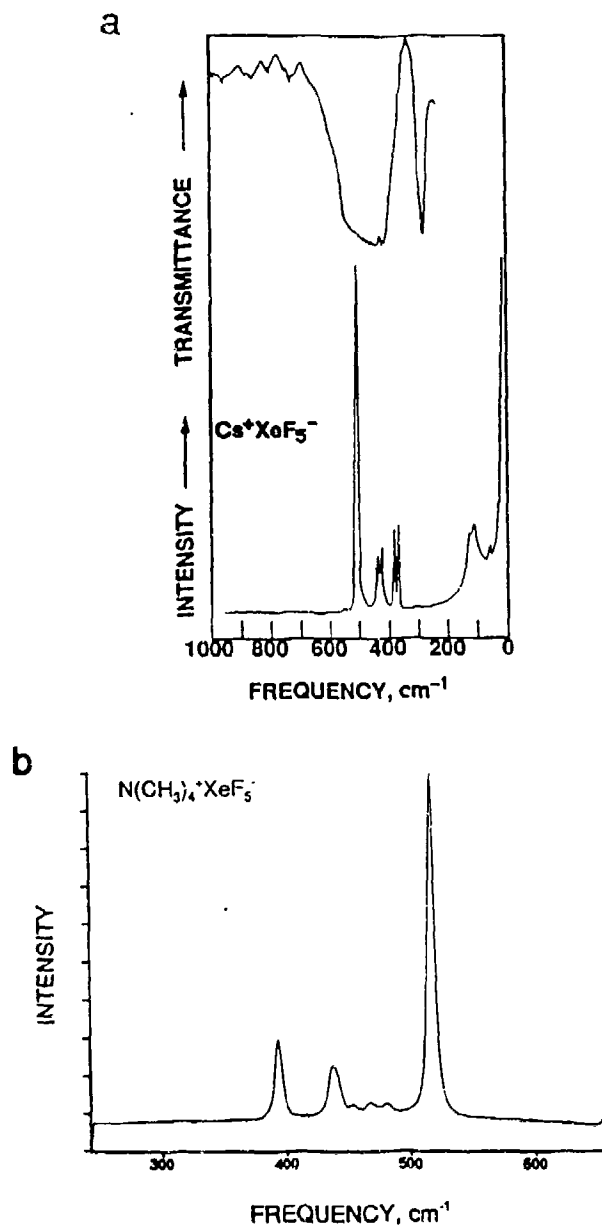 a
TRANSMITTANCE
Cs⁺XeF₅⁻
INTENSITY
1000 800 600 400 200 0
FREQUENCY, cm⁻¹
b
N(CH₃)₄⁺XeF₅⁻
INTENSITY
300 400 500 600
FREQUENCY, cm⁻¹